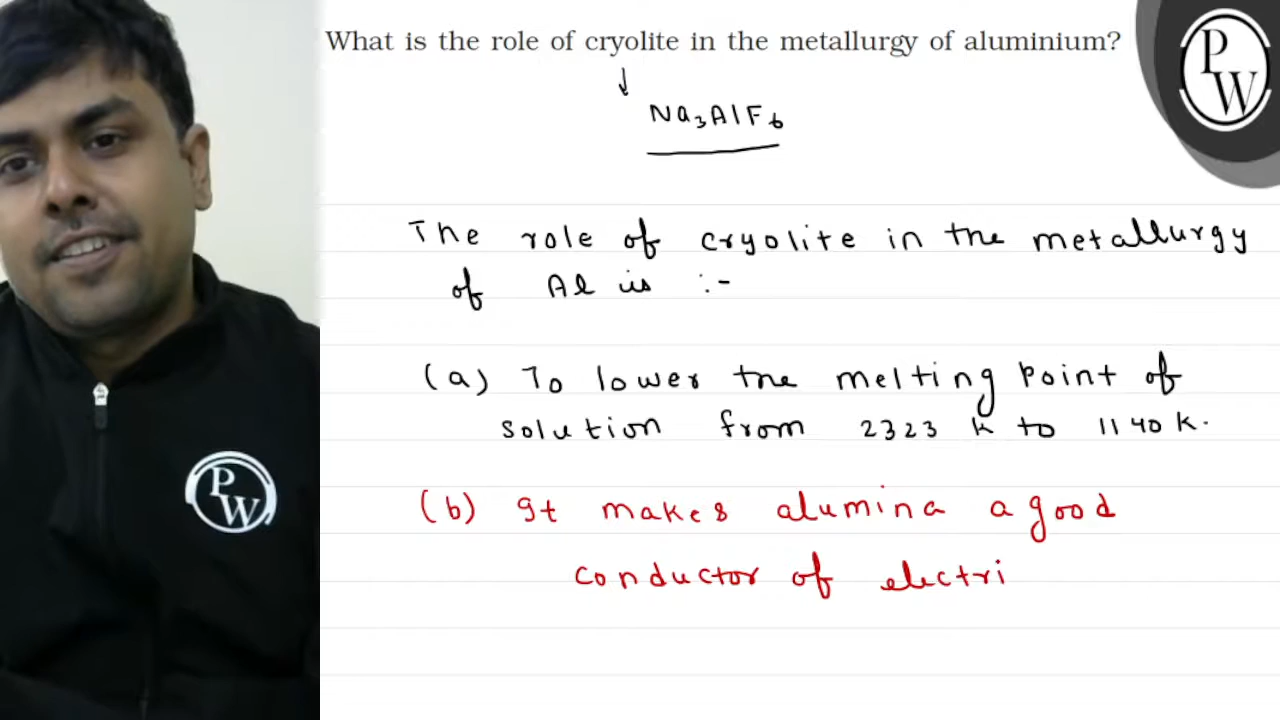 What is the role of cryolite in the metallurgy of aluminium?
↓
Na₃AlF₆
The role of cryolite in the metallurgy
of Al is :-
(a) To lower the melting point of
solution from 2323 k to 1140 k.
(b) It makes alumina a good
conductor of electri
PW
PW